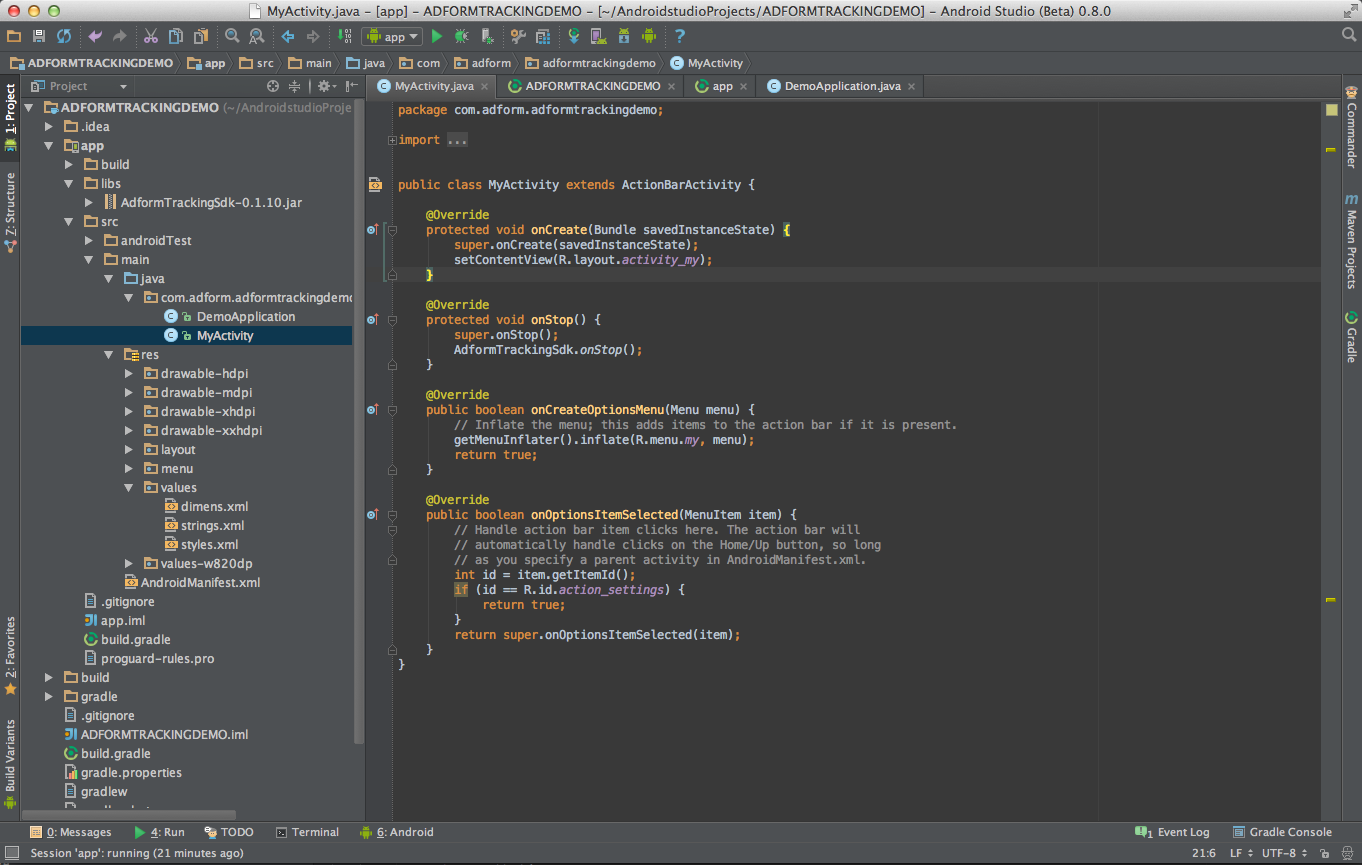 MyActivity.java - [app] - ADFORMTRACKINGDEMO - [~/AndroidstudioProjects/ADFORMTRACKINGDEMO] - Android Studio (Beta) 0.8.0
app
ADFORMTRACKINGDEMO app src main java com adform adformtrackingdemo MyActivity
1: Project
Z: Structure
2: Favorites
Build Variants
Project
ADFORMTRACKINGDEMO (~/AndroidstudioProje
.idea
app
build
libs
AdformTrackingSdk-0.1.10.jar
src
androidTest
main
java
com.adform.adformtrackingdemo
DemoApplication
MyActivity
res
drawable-hdpi
drawable-mdpi
drawable-xhdpi
drawable-xxhdpi
layout
menu
values
dimens.xml
strings.xml
styles.xml
values-w820dp
AndroidManifest.xml
.gitignore
app.iml
build.gradle
proguard-rules.pro
build
gradle
.gitignore
ADFORMTRACKINGDEMO.iml
build.gradle
gradle.properties
gradlew
MyActivity.java ADFORMTRACKINGDEMO app DemoApplication.java
package com.adform.adformtrackingdemo;
import ...
public class MyActivity extends ActionBarActivity {
@Override
protected void onCreate(Bundle savedInstanceState) {
super.onCreate(savedInstanceState);
setContentView(R.layout.activity_my);
}
@Override
protected void onStop() {
super.onStop();
AdformTrackingSdk.onStop();
}
@Override
public boolean onCreateOptionsMenu(Menu menu) {
// Inflate the menu; this adds items to the action bar if it is present.
getMenuInflater().inflate(R.menu.my, menu);
return true;
}
@Override
public boolean onOptionsItemSelected(MenuItem item) {
// Handle action bar item clicks here. The action bar will
// automatically handle clicks on the Home/Up button, so long
// as you specify a parent activity in AndroidManifest.xml.
int id = item.getItemId();
if (id == R.id.action_settings) {
return true;
}
return super.onOptionsItemSelected(item);
}
}
Commander
Maven Projects
Gradle
0: Messages 4: Run TODO Terminal 6: Android Event Log Gradle Console
Session 'app': running (21 minutes ago) 21:6 LF UTF-8